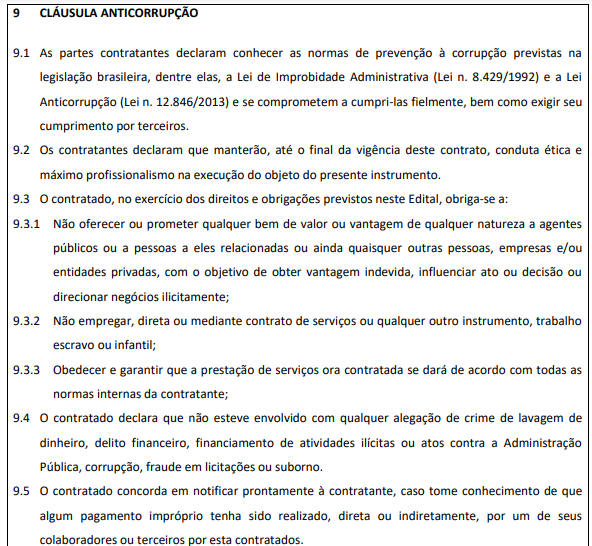 9 CLÁUSULA ANTICORRUPÇÃO
9.1 As partes contratantes declaram conhecer as normas de prevenção à corrupção previstas na
legislação brasileira, dentre elas, a Lei de Improbidade Administrativa (Lei n. 8.429/1992) e a Lei
Anticorrupção (Lei n. 12.846/2013) e se comprometem a cumpri-las fielmente, bem como exigir seu
cumprimento por terceiros.
9.2 Os contratantes declaram que manterão, até o final da vigência deste contrato, conduta ética e
máximo profissionalismo na execução do objeto do presente instrumento.
9.3 O contratado, no exercício dos direitos e obrigações previstos neste Edital, obriga-se a:
9.3.1 Não oferecer ou prometer qualquer bem de valor ou vantagem de qualquer natureza a agentes
públicos ou a pessoas a eles relacionadas ou ainda quaisquer outras pessoas, empresas e/ou
entidades privadas, com o objetivo de obter vantagem indevida, influenciar ato ou decisão ou
direcionar negócios ilicitamente;
9.3.2 Não empregar, direta ou mediante contrato de serviços ou qualquer outro instrumento, trabalho
escravo ou infantil;
9.3.3 Obedecer e garantir que a prestação de serviços ora contratada se dará de acordo com todas as
normas internas da contratante;
9.4 O contratado declara que não esteve envolvido com qualquer alegação de crime de lavagem de
dinheiro, delito financeiro, financiamento de atividades ilícitas ou atos contra a Administração
Pública, corrupção, fraude em licitações ou suborno.
9.5 O contratado concorda em notificar prontamente à contratante, caso tome conhecimento de que
algum pagamento impróprio tenha sido realizado, direta ou indiretamente, por um de seus
colaboradores ou terceiros por esta contratados.